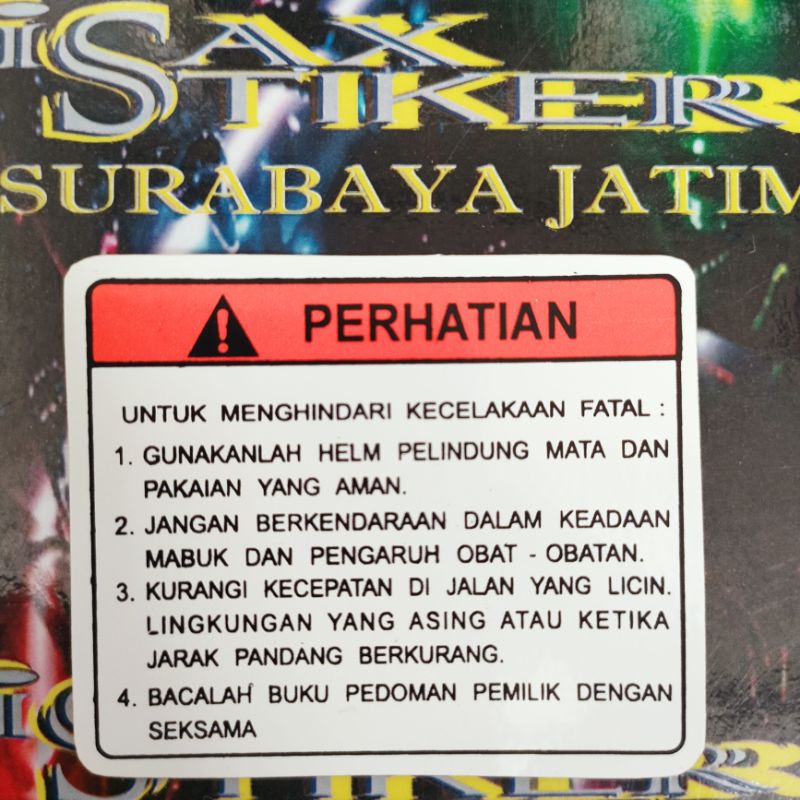 iSAX
STIKER
SURABAYA JATIM
PERHATIAN
UNTUK MENGHINDARI KECELAKAAN FATAL :
1. GUNAKANLAH HELM PELINDUNG MATA DAN
PAKAIAN YANG AMAN.
2. JANGAN BERKENDARAAN DALAM KEADAAN
MABUK DAN PENGARUH OBAT - OBATAN.
3. KURANGI KECEPATAN DI JALAN YANG LICIN.
LINGKUNGAN YANG ASING ATAU KETIKA
JARAK PANDANG BERKURANG.
4. BACALAH BUKU PEDOMAN PEMILIK DENGAN
SEKSAMA
STIKER